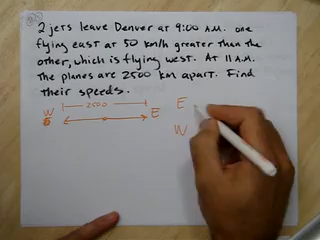 2 jets leave Denver at 9:00 A.M. one
flying east at 50 km/h greater than the
other, which is flying west. At 11 A.M.
the planes are 2500 km apart. Find
their speeds.
2500
W
E
E
W